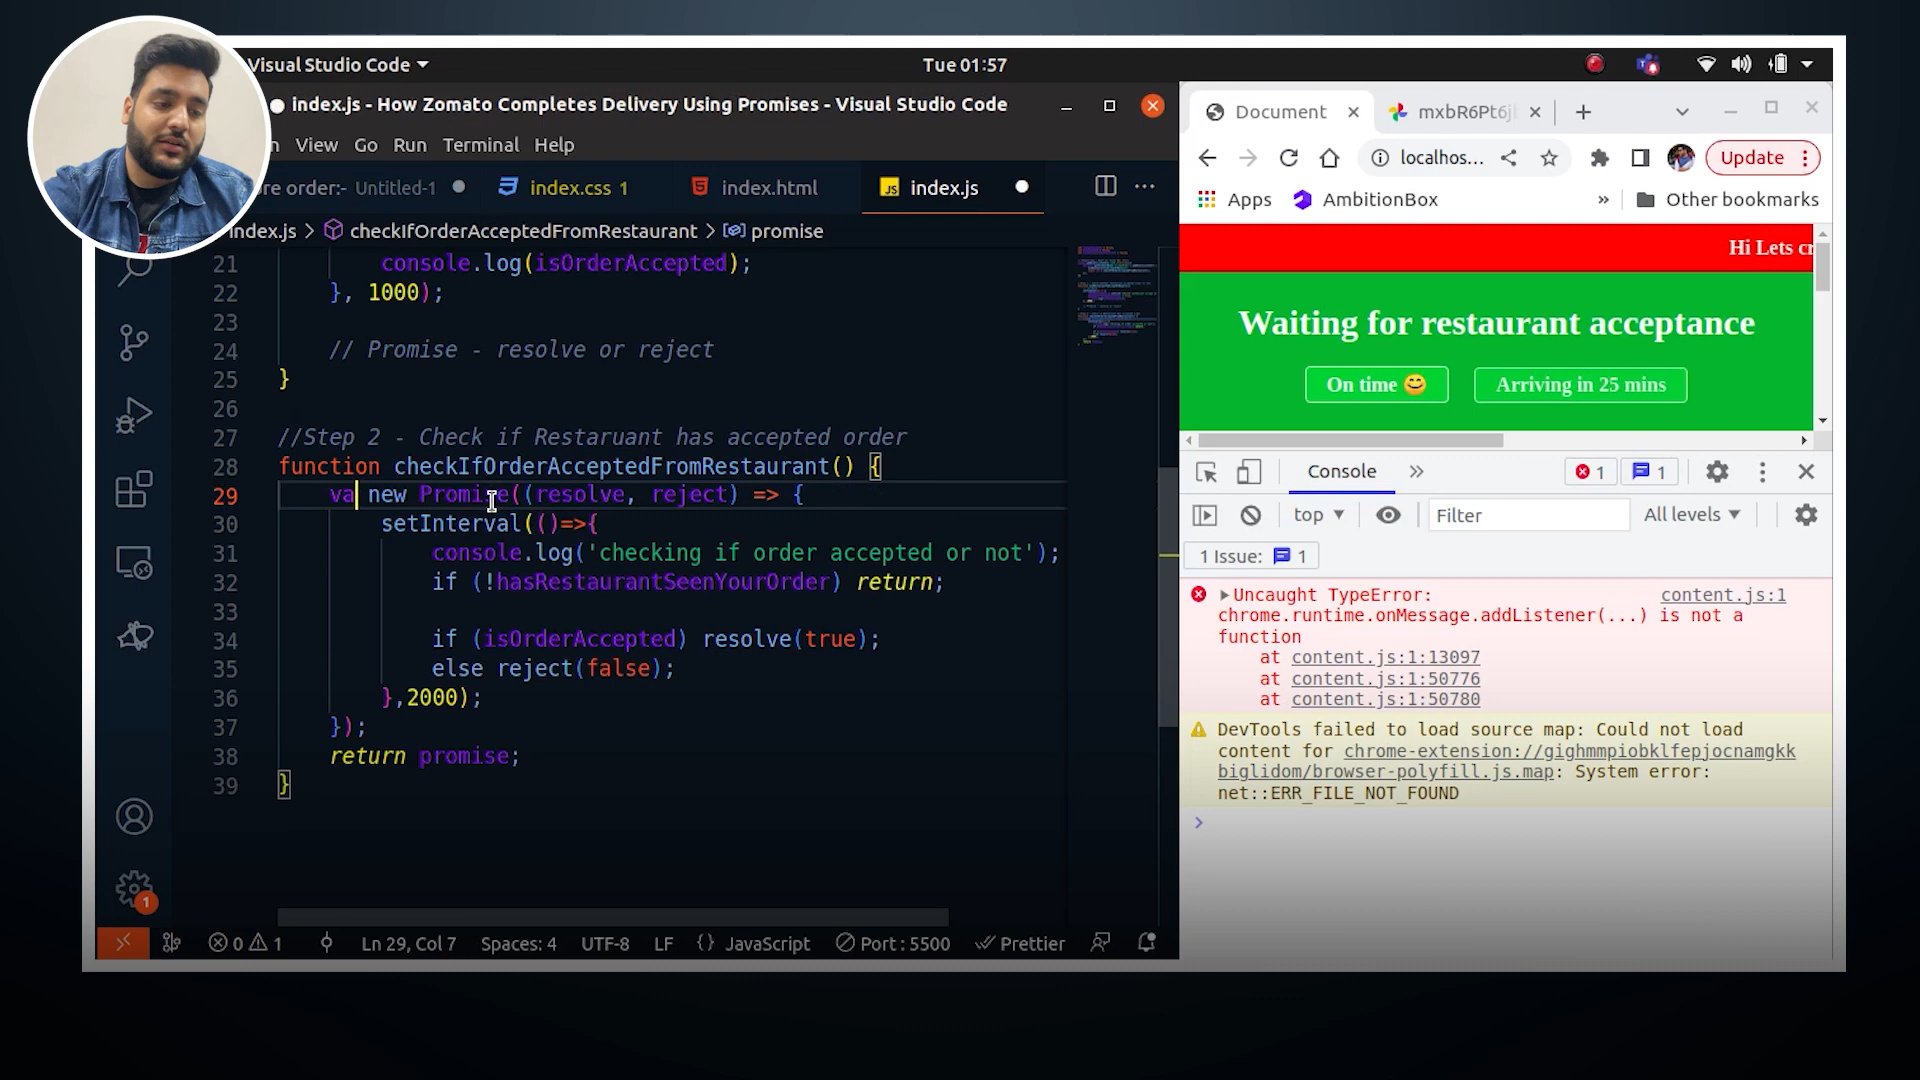 Visual Studio Code
Tue 01:57
index.js - How Zomato Completes Delivery Using Promises - Visual Studio Code
View Go Run Terminal Help
re order:- Untitled-1
index.css 1
index.html
JS index.js
index.js > checkIfOrderAcceptedFromRestaurant > promise
21 console.log(isOrderAccepted);
22 }, 1000);
23
24 // Promise - resolve or reject
25 }
26
27 //Step 2 - Check if Restaruant has accepted order
28 function checkIfOrderAcceptedFromRestaurant() {
29 va new Promise((resolve, reject) => {
30 setInterval(()=>{
31 console.log('checking if order accepted or not');
32 if (!hasRestaurantSeenYourOrder) return;
33
34 if (isOrderAccepted) resolve(true);
35 else reject(false);
36 },2000);
37 });
38 return promise;
39 }
1
0 1 Ln 29, Col 7 Spaces: 4 UTF-8 LF {} JavaScript Port : 5500 Prettier
Document
mxbR6Pt6j
localhos...
Update
Apps AmbitionBox » Other bookmarks
Hi Lets cr
Waiting for restaurant acceptance
On time 😊
Arriving in 25 mins
Console » 1 1
top Filter All levels
1 Issue: 1
Uncaught TypeError: content.js:1
chrome.runtime.onMessage.addListener(...) is not a
function
at content.js:1:13097
at content.js:1:50776
at content.js:1:50780
DevTools failed to load source map: Could not load
content for chrome-extension://gighmmpiobklfepjocnamgkk
biglidom/browser-polyfill.js.map: System error:
net::ERR_FILE_NOT_FOUND